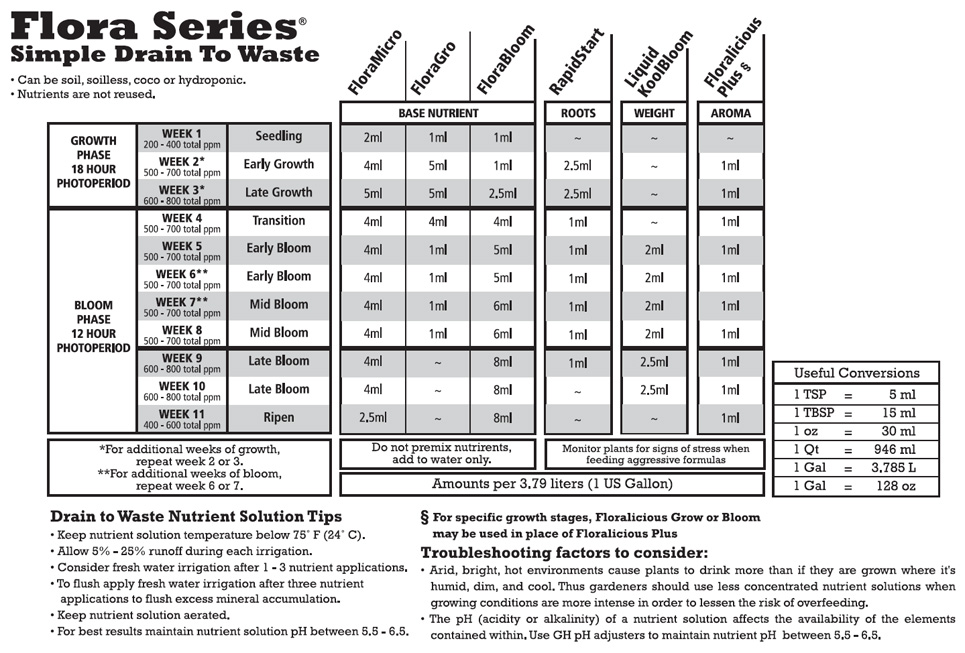 Flora Series®
Simple Drain To Waste
• Can be soil, soilless, coco or hydroponic.
• Nutrients are not reused.
FloraMicro
FloraGro
FloraBloom
RapidStart
Liquid KoolBloom
Floralicious Plus §
BASE NUTRIENT ROOTS WEIGHT AROMA
GROWTH PHASE 18 HOUR PHOTOPERIOD
WEEK 1 200 - 400 total ppm Seedling 2ml 1ml 1ml ~ ~ ~
WEEK 2* 500 - 700 total ppm Early Growth 4ml 5ml 1ml 2.5ml ~ 1ml
WEEK 3* 600 - 800 total ppm Late Growth 5ml 5ml 2.5ml 2.5ml ~ 1ml
BLOOM PHASE 12 HOUR PHOTOPERIOD
WEEK 4 500 - 700 total ppm Transition 4ml 4ml 4ml 1ml ~ 1ml
WEEK 5 500 - 700 total ppm Early Bloom 4ml 1ml 5ml 1ml 2ml 1ml
WEEK 6** 500 - 700 total ppm Early Bloom 4ml 1ml 5ml 1ml 2ml 1ml
WEEK 7** 500 - 700 total ppm Mid Bloom 4ml 1ml 6ml 1ml 2ml 1ml
WEEK 8 500 - 700 total ppm Mid Bloom 4ml 1ml 6ml 1ml 2ml 1ml
WEEK 9 600 - 800 total ppm Late Bloom 4ml ~ 8ml 1ml 2.5ml 1ml
WEEK 10 600 - 800 total ppm Late Bloom 4ml ~ 8ml ~ 2.5ml 1ml
WEEK 11 400 - 600 total ppm Ripen 2.5ml ~ 8ml ~ ~ 1ml
*For additional weeks of growth,
repeat week 2 or 3.
**For additional weeks of bloom,
repeat week 6 or 7.
Do not premix nutrirents,
add to water only.
Monitor plants for signs of stress when
feeding aggressive formulas
Amounts per 3.79 liters (1 US Gallon)
Useful Conversions
1 TSP = 5 ml
1 TBSP = 15 ml
1 oz = 30 ml
1 Qt = 946 ml
1 Gal = 3,785 L
1 Gal = 128 oz
Drain to Waste Nutrient Solution Tips
• Keep nutrient solution temperature below 75˚ F (24˚ C).
• Allow 5% - 25% runoff during each irrigation.
• Consider fresh water irrigation after 1 - 3 nutrient applications.
• To flush apply fresh water irrigation after three nutrient
applications to flush excess mineral accumulation.
• Keep nutrient solution aerated.
• For best results maintain nutrient solution pH between 5.5 - 6.5.
§ For specific growth stages, Floralicious Grow or Bloom
may be used in place of Floralicious Plus
Troubleshooting factors to consider:
• Arid, bright, hot environments cause plants to drink more than if they are grown where it's
humid, dim, and cool. Thus gardeners should use less concentrated nutrient solutions when
growing conditions are more intense in order to lessen the risk of overfeeding.
• The pH (acidity or alkalinity) of a nutrient solution affects the availability of the elements
contained within. Use GH pH adjusters to maintain nutrient pH between 5.5 - 6.5.